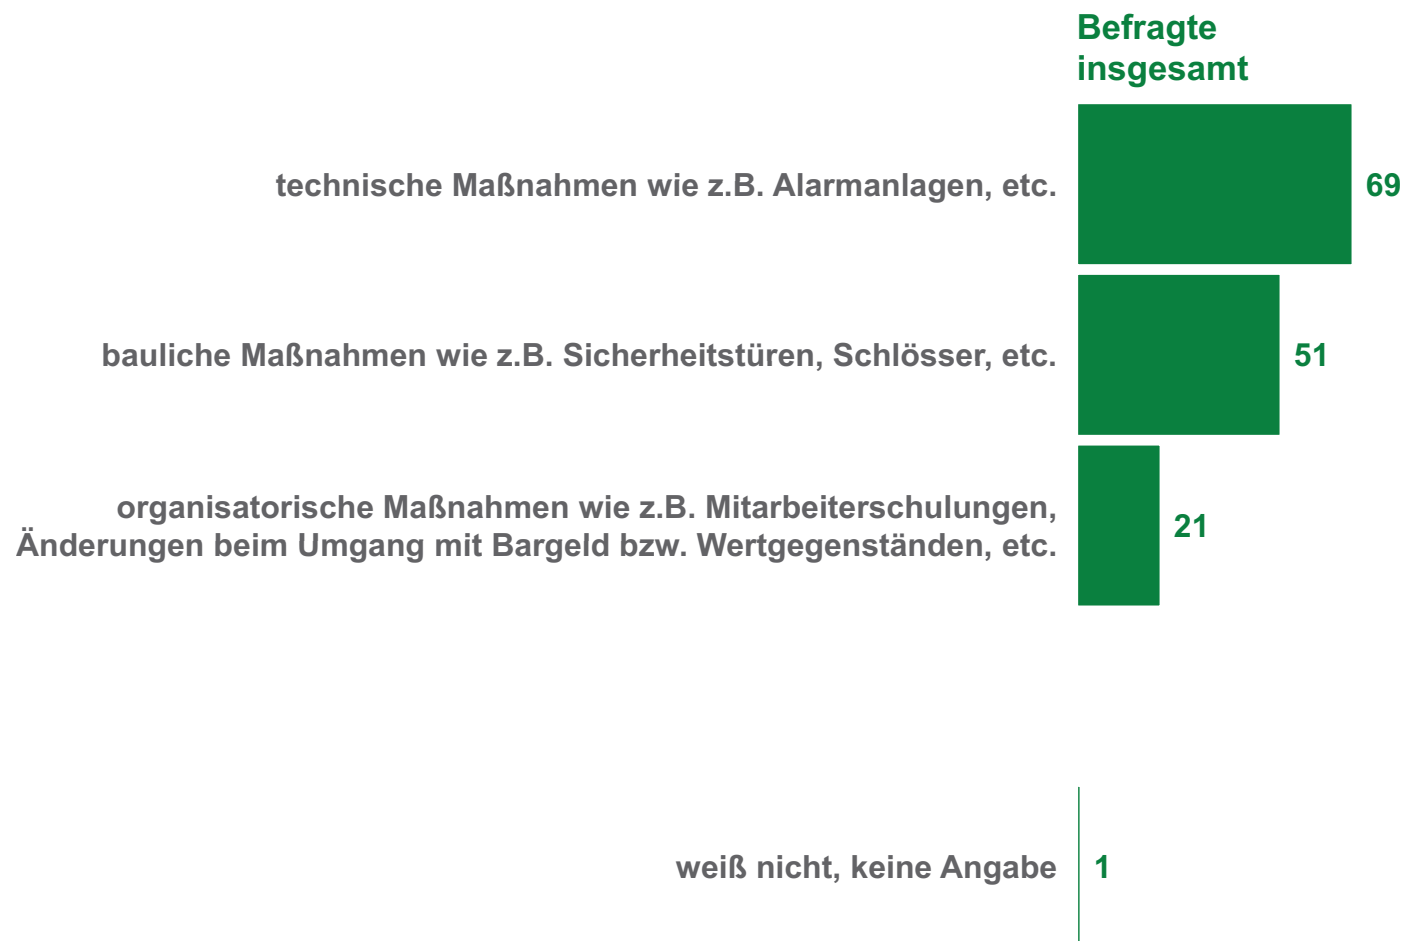 Befragte
insgesamt
technische Maßnahmen wie z.B. Alarmanlagen, etc.
69
bauliche Maßnahmen wie z.B. Sicherheitstüren, Schlösser, etc.
51
organisatorische Maßnahmen wie z.B. Mitarbeiterschulungen,
Änderungen beim Umgang mit Bargeld bzw. Wertgegenständen, etc.
21
weiß nicht, keine Angabe
1